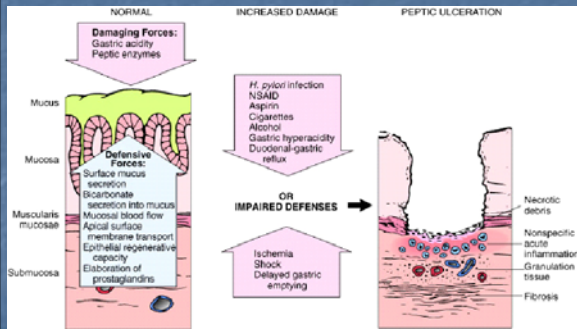 NORMAL
INCREASED DAMAGE
PEPTIC ULCERATION
Damaging Forces:
Gastric acidity
Peptic enzymes
Mucus
Mucosa
Muscularis
mucosae
Submucosa
Defensive
Forces:
Surface mucus
secretion
Bicarbonate
secretion into mucus
Mucosal blood flow
Apical surface
membrane transport
Epithelial regenerative
capacity
Elaboration of
prostaglandins
H. pylori infection
NSAID
Aspirin
Cigarettes
Alcohol
Gastric hyperacidity
Duodenal-gastric
reflux
OR
IMPAIRED DEFENSES
Ischemia
Shock
Delayed gastric
emptying
Necrotic
debris
Nonspecific
acute
inflammation
Granulation
tissue
Fibrosis